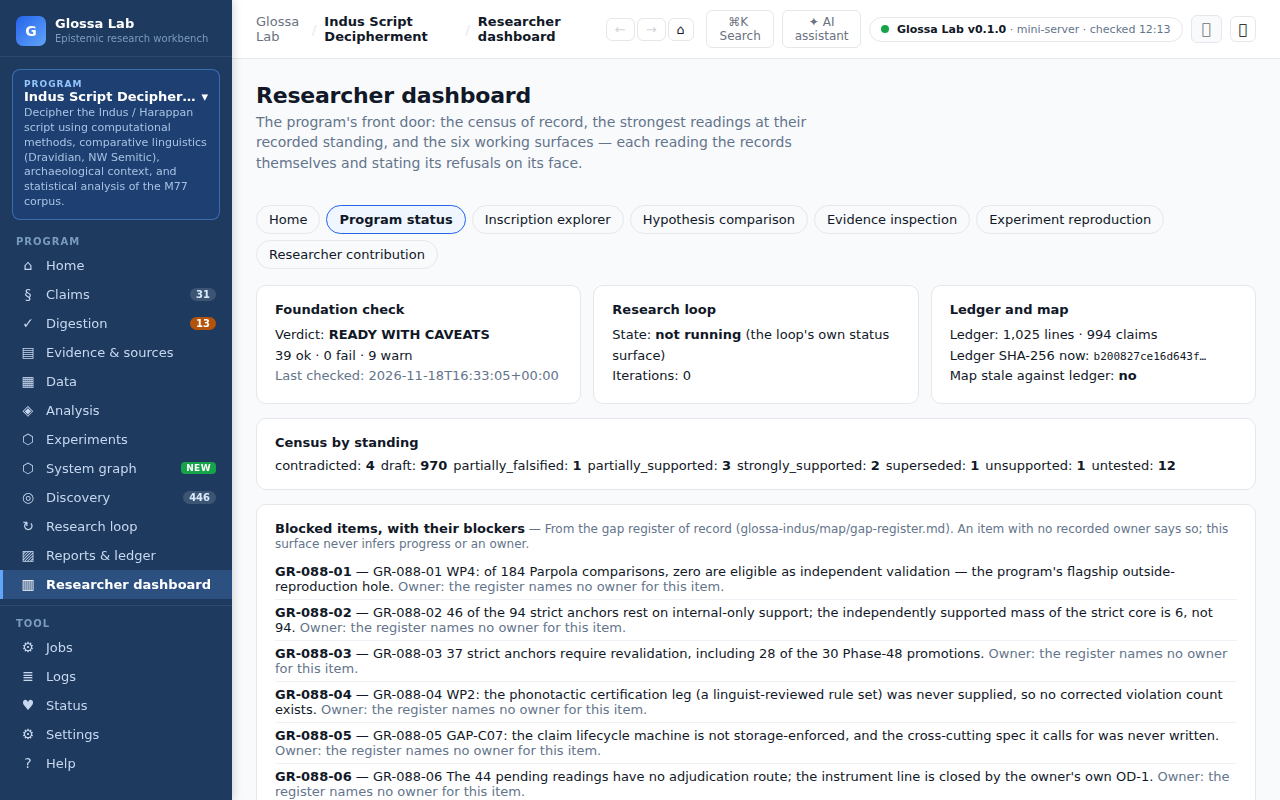 G
Glossa Lab
Epistemic research workbench
PROGRAM
Indus Script Decipher... ▾
Decipher the Indus / Harappan
script using computational
methods, comparative linguistics
(Dravidian, NW Semitic),
archaeological context, and
statistical analysis of the M77
corpus.
PROGRAM
Home
Claims 31
Digestion 13
Evidence & sources
Data
Analysis
Experiments
System graph NEW
Discovery 446
Research loop
Reports & ledger
Researcher dashboard
TOOL
Jobs
Logs
Status
Settings
Help
Glossa Lab / Indus Script Decipherment / Researcher dashboard
← → ⌂
⌘K Search
✦ AI assistant
Glossa Lab v0.1.0 · mini-server · checked 12:13
Researcher dashboard
The program's front door: the census of record, the strongest readings at their
recorded standing, and the six working surfaces — each reading the records
themselves and stating its refusals on its face.
Home Program status Inscription explorer Hypothesis comparison Evidence inspection Experiment reproduction
Researcher contribution
Foundation check
Verdict: READY WITH CAVEATS
39 ok · 0 fail · 9 warn
Last checked: 2026-11-18T16:33:05+00:00
Research loop
State: not running (the loop's own status
surface)
Iterations: 0
Ledger and map
Ledger: 1,025 lines · 994 claims
Ledger SHA-256 now: b200827ce16d643f…
Map stale against ledger: no
Census by standing
contradicted: 4 draft: 970 partially_falsified: 1 partially_supported: 3 strongly_supported: 2 superseded: 1 unsupported: 1 untested: 12
Blocked items, with their blockers — From the gap register of record (glossa-indus/map/gap-register.md). An item with no recorded owner says so; this
surface never infers progress or an owner.
GR-088-01 — GR-088-01 WP4: of 184 Parpola comparisons, zero are eligible as independent validation — the program's flagship outside-
reproduction hole. Owner: the register names no owner for this item.
GR-088-02 — GR-088-02 46 of the 94 strict anchors rest on internal-only support; the independently supported mass of the strict core is 6, not
94. Owner: the register names no owner for this item.
GR-088-03 — GR-088-03 37 strict anchors require revalidation, including 28 of the 30 Phase-48 promotions. Owner: the register names no owner
for this item.
GR-088-04 — GR-088-04 WP2: the phonotactic certification leg (a linguist-reviewed rule set) was never supplied, so no corrected violation count
exists. Owner: the register names no owner for this item.
GR-088-05 — GR-088-05 GAP-C07: the claim lifecycle machine is not storage-enforced, and the cross-cutting spec it calls for was never written.
Owner: the register names no owner for this item.
GR-088-06 — GR-088-06 The 44 pending readings have no adjudication route; the instrument line is closed by the owner's own OD-1. Owner: the
register names no owner for this item.